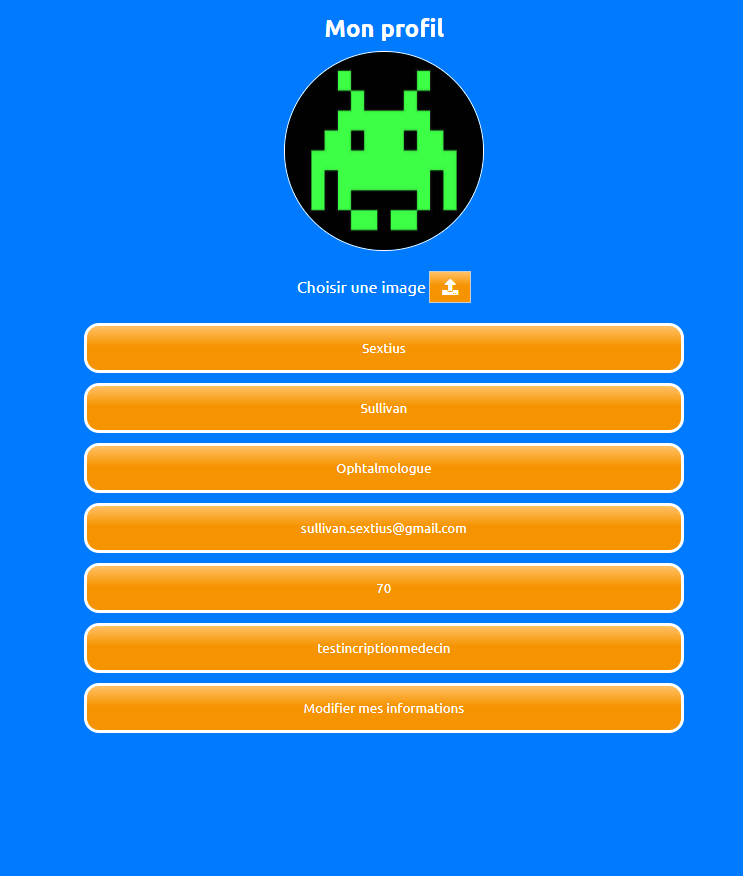 Mon profil
Choisir une image
Sextius
Sullivan
Ophtalmologue
sullivan.sextius@gmail.com
70
testincriptionmedecin
Modifier mes informations